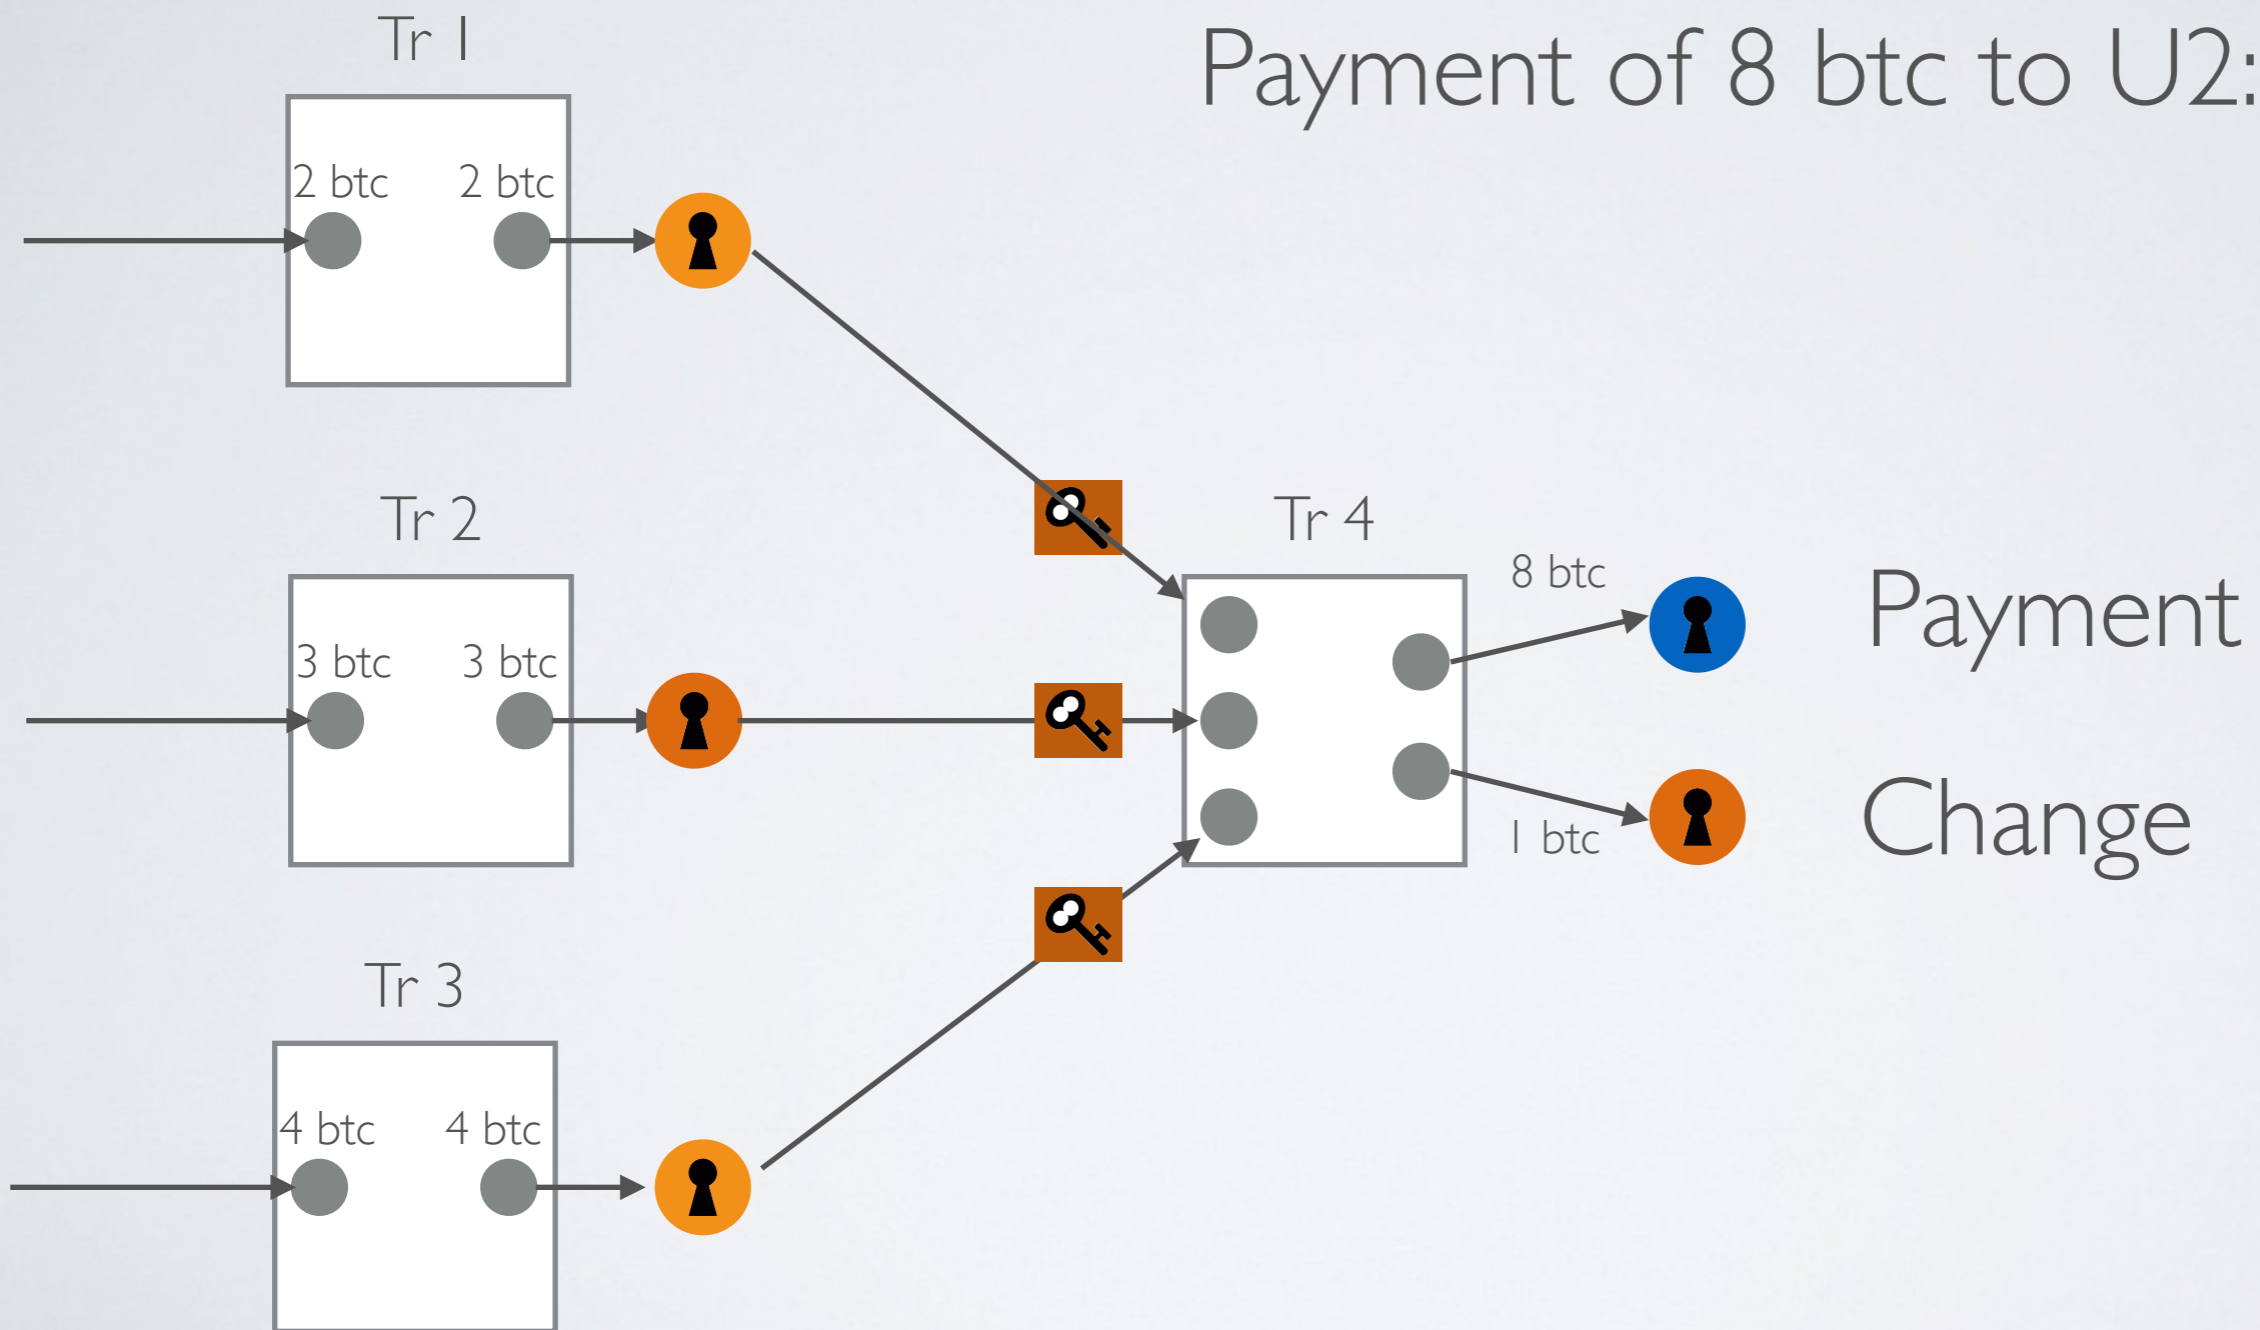 Payment of 8 btc to U2:
Tr 1
2 btc 2 btc
Tr 2
3 btc 3 btc
Tr 3
4 btc 4 btc
Tr 4
8 btc
Payment
1 btc
Change